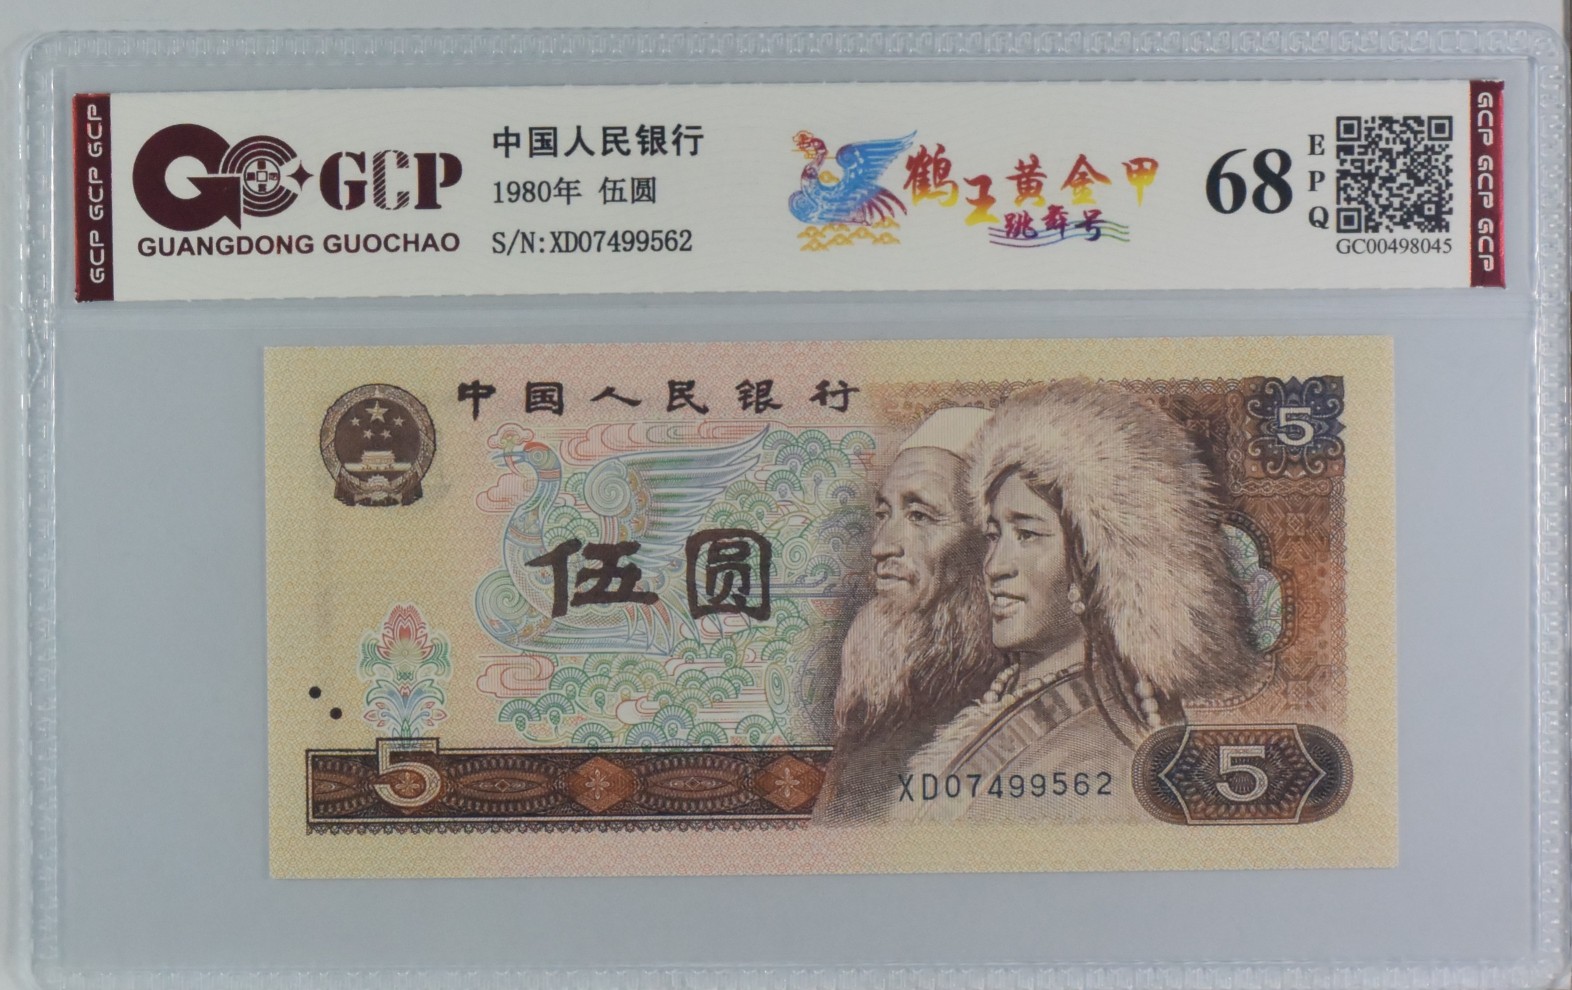 GCP GCP GCP
GCP
GUANGDONG GUOCHAO
中国人民银行
1980年 伍圆
S/N:XD07499562
鹤王黄金甲
跳舞号
68
EPQ
GC00498045
GCP GCP GCP
中国人民银行
5
伍圆
5
XD07499562
5